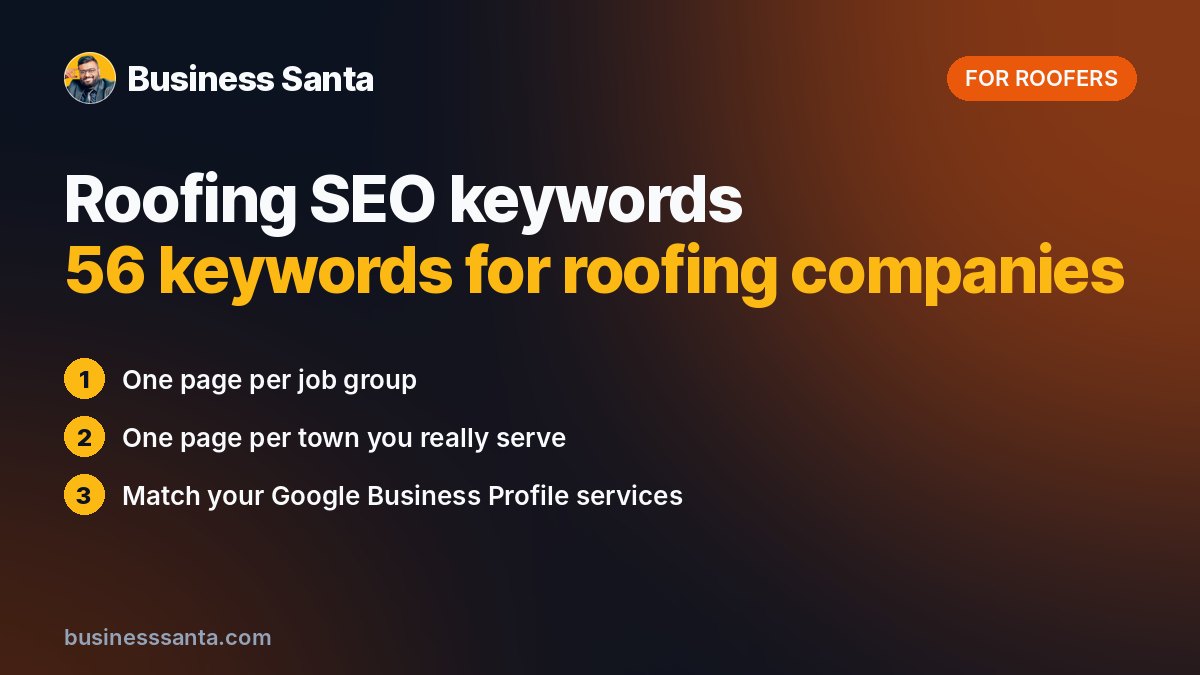 Business Santa
FOR ROOFERS
Roofing SEO keywords
56 keywords for roofing companies
1 One page per job group
2 One page per town you really serve
3 Match your Google Business Profile services
businesssanta.com